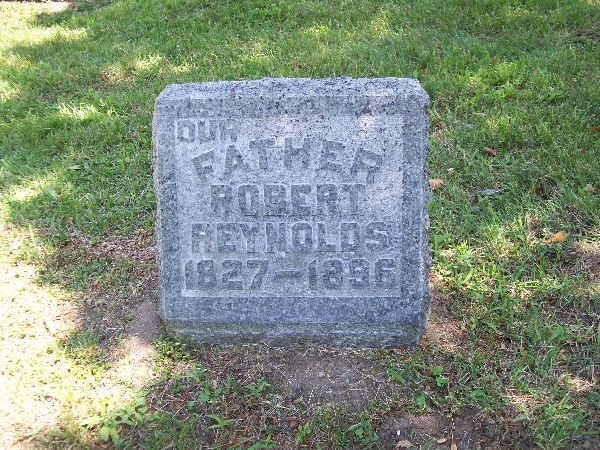 OUR
FATHER
ROBERT
REYNOLDS
1827-1896